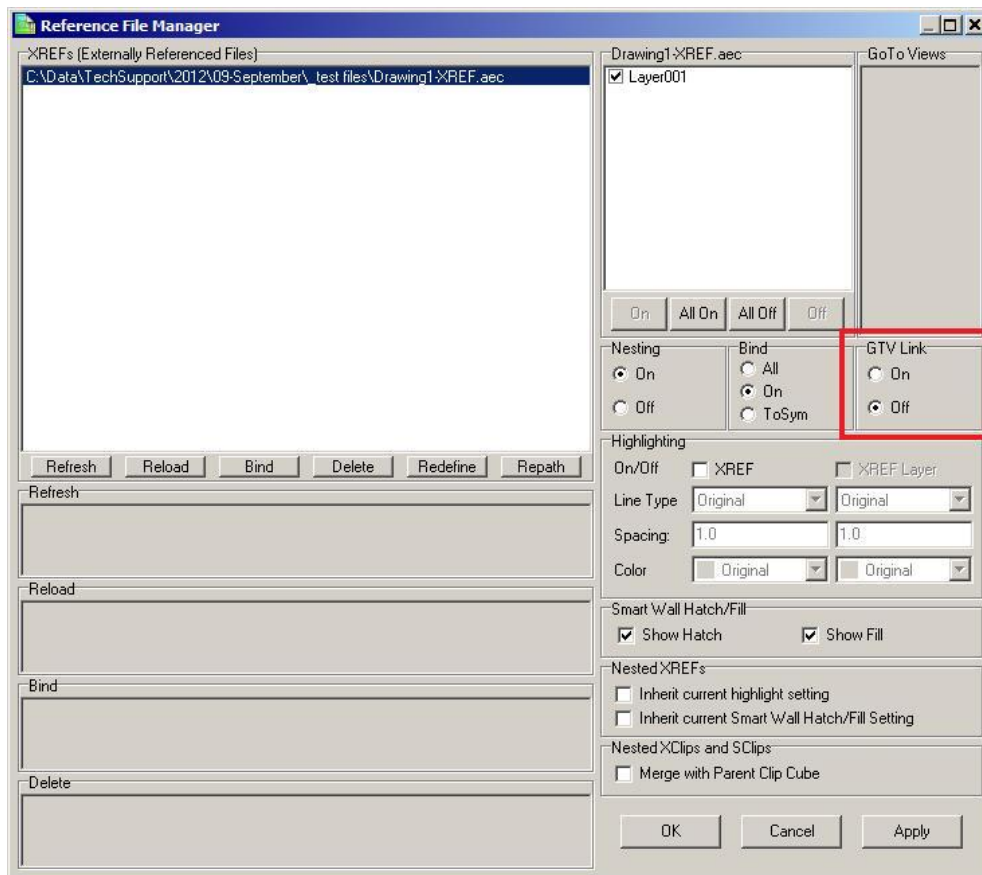 Reference File Manager
XREFs (Externally Referenced Files)
C:\Data\TechSupport\2012\09-September\_test files\Drawing1-XREF.aec
Refresh Reload Bind Delete Redefine Repath
Refresh
Reload
Bind
Delete
Drawing1-XREF.aec
Layer001
On All On All Off Off
GoTo Views
Nesting
On
Off
Bind
All
On
ToSym
GTV Link
On
Off
Highlighting
On/Off XREF XREF Layer
Line Type Original Original
Spacing: 1.0 1.0
Color Original Original
Smart Wall Hatch/Fill
Show Hatch Show Fill
Nested XREFs
Inherit current highlight setting
Inherit current Smart Wall Hatch/Fill Setting
Nested XClips and SClips
Merge with Parent Clip Cube
OK Cancel Apply